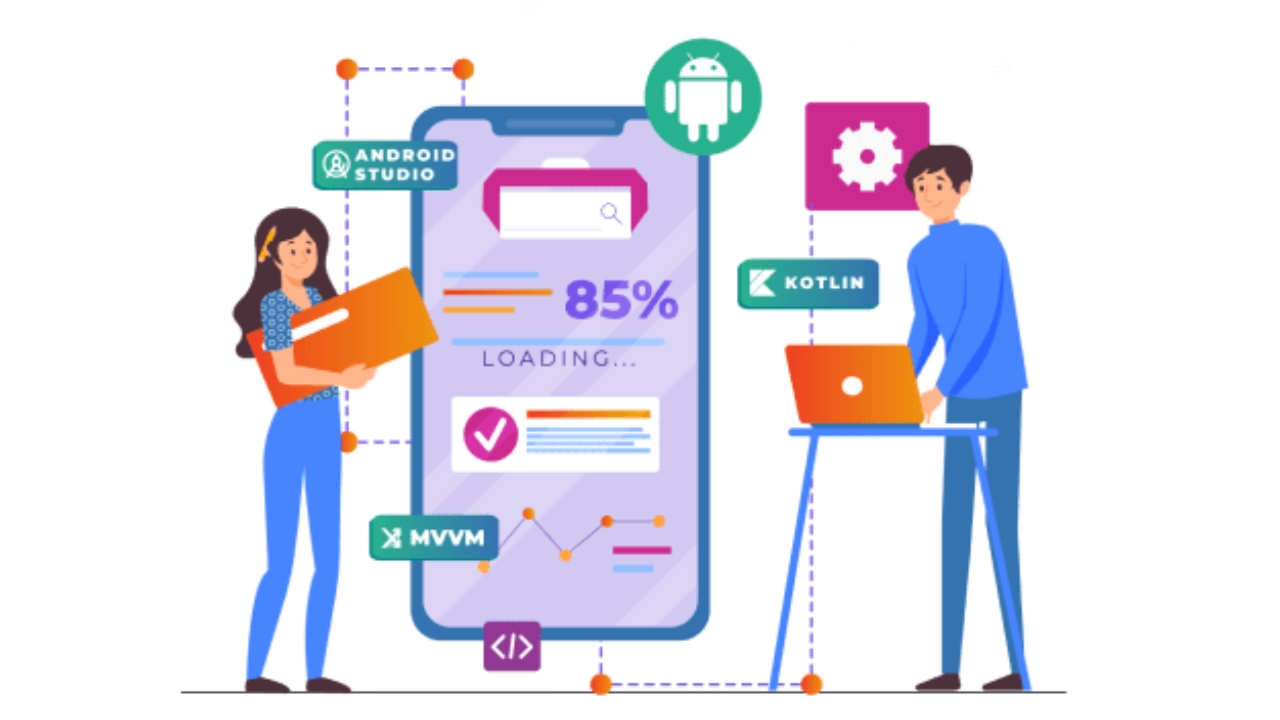 ANDROID
STUDIO
85%
LOADING...
KOTLIN
MVVM
</>